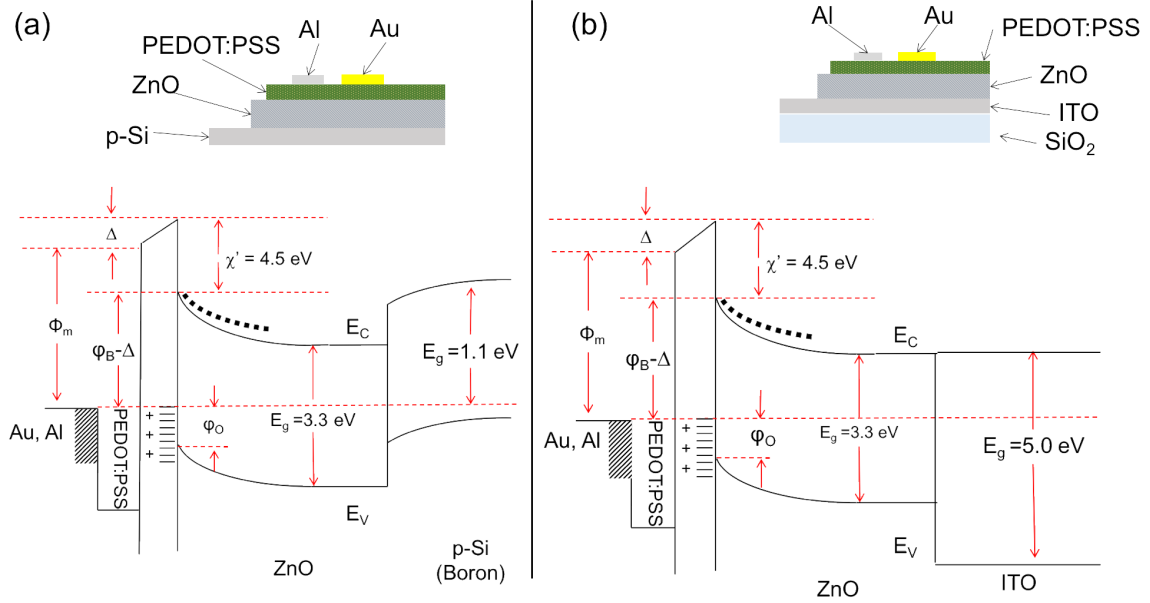 (a)
Al
Au
PEDOT:PSS
ZnO
p-Si
Δ
χ' = 4.5 eV
Φm
φB-Δ
EC
Eg =1.1 eV
Eg =3.3 eV
φO
Au, Al
PEDOT:PSS
+
+
+
EV
ZnO
p-Si
(Boron)
(b)
Al
Au
PEDOT:PSS
ZnO
ITO
SiO2
Δ
χ' = 4.5 eV
Φm
φB-Δ
EC
Eg =3.3 eV
Eg =5.0 eV
φO
Au, Al
PEDOT:PSS
+
+
+
EV
ZnO
ITO